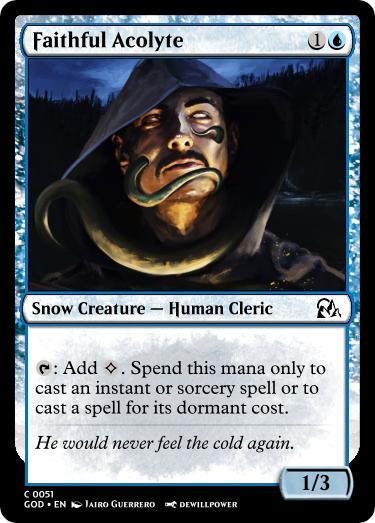 Faithful Acolyte 1
Snow Creature — Human Cleric
: Add . Spend this mana only to
cast an instant or sorcery spell or to
cast a spell for its dormant cost.
He would never feel the cold again.
1/3
C 0051
GOD • EN Jairo Guerrero DEWILLPOWER